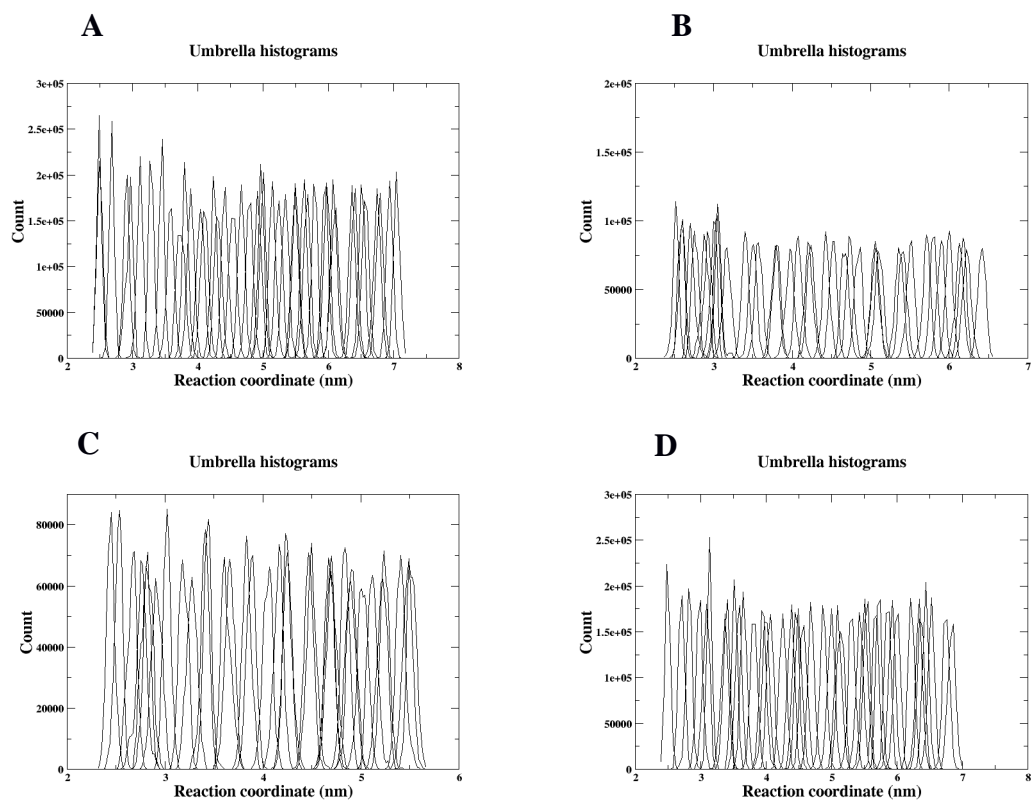 A
Umbrella histograms
3e+05
2.5e+05
2e+05
1.5e+05
1e+05
50000
0
Count
2 3 4 5 6 7 8
Reaction coordinate (nm)
B
Umbrella histograms
2e+05
1.5e+05
1e+05
50000
0
Count
2 3 4 5 6 7
Reaction coordinate (nm)
C
Umbrella histograms
80000
60000
40000
20000
0
Count
2 3 4 5 6
Reaction coordinate (nm)
D
Umbrella histograms
3e+05
2.5e+05
2e+05
1.5e+05
1e+05
50000
0
Count
2 3 4 5 6 7 8
Reaction coordinate (nm)